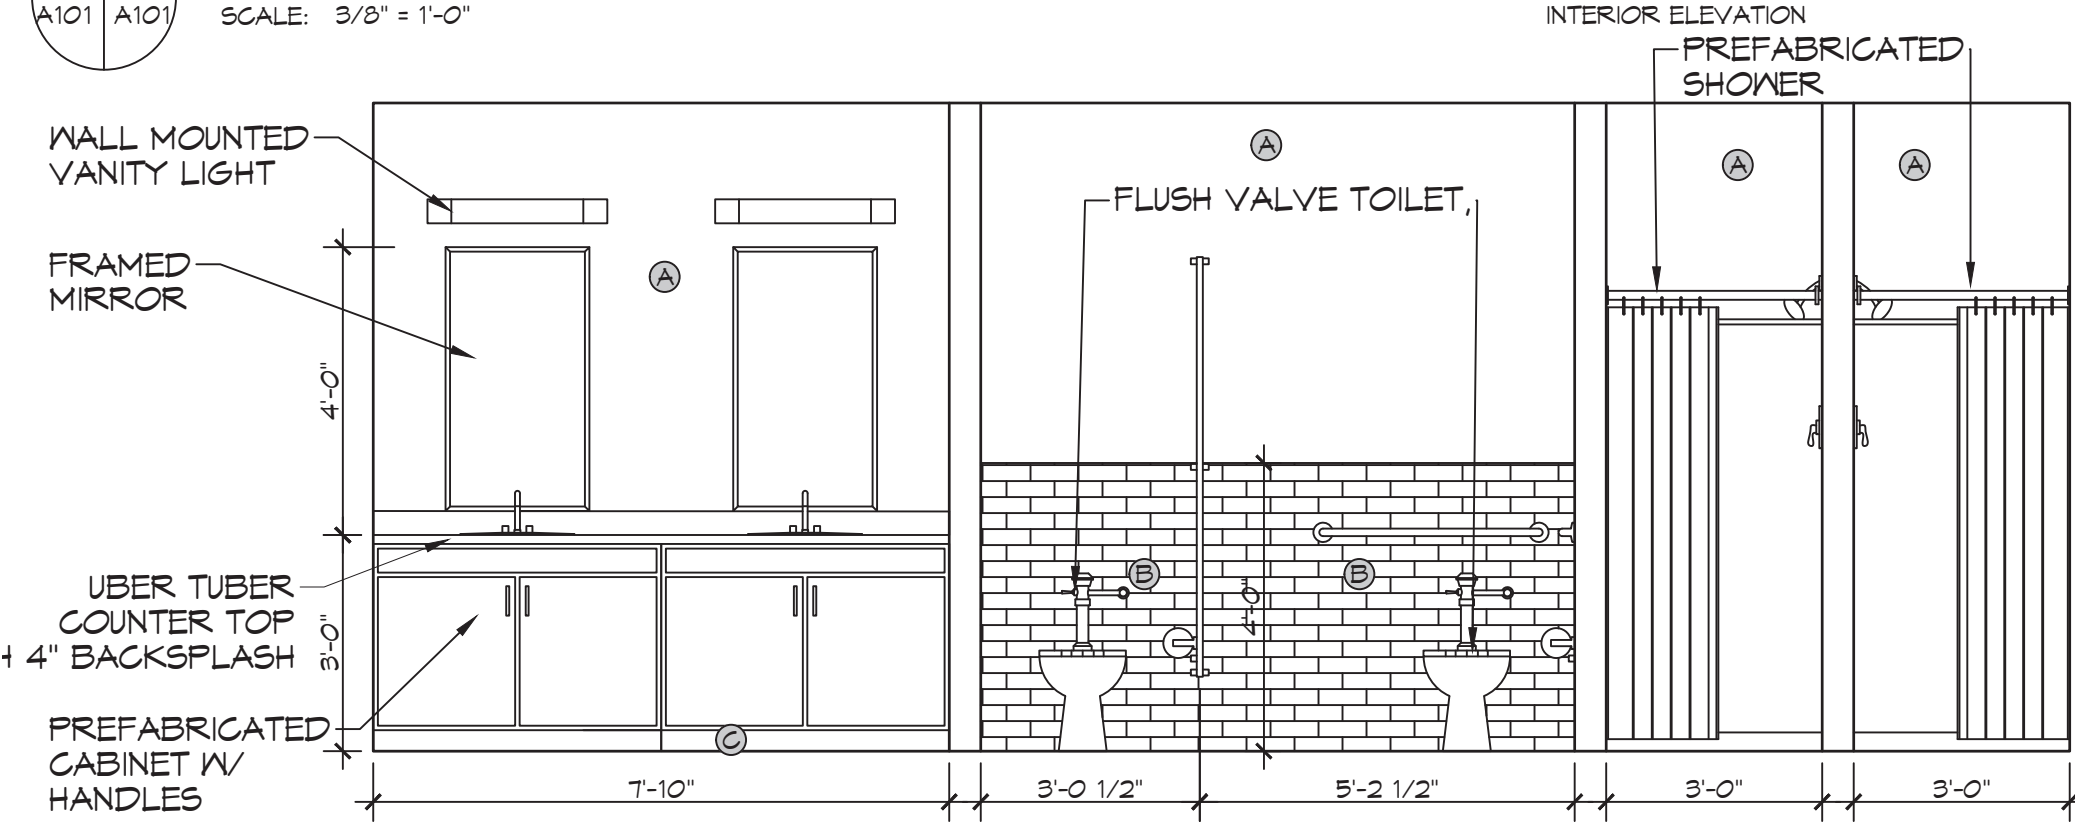 A101 A101
SCALE: 3/8" = 1'-0"
INTERIOR ELEVATION
PREFABRICATED
SHOWER
WALL MOUNTED
VANITY LIGHT
FRAMED
MIRROR
UBER TUBER
COUNTER TOP
4" BACKSPLASH
PREFABRICATED
CABINET W/
HANDLES
4'-0"
3'-0"
A
C
A
FLUSH VALVE TOILET,
B
B
4'-0"
A
A
7'-10"
3'-0 1/2"
5'-2 1/2"
3'-0"
3'-0"